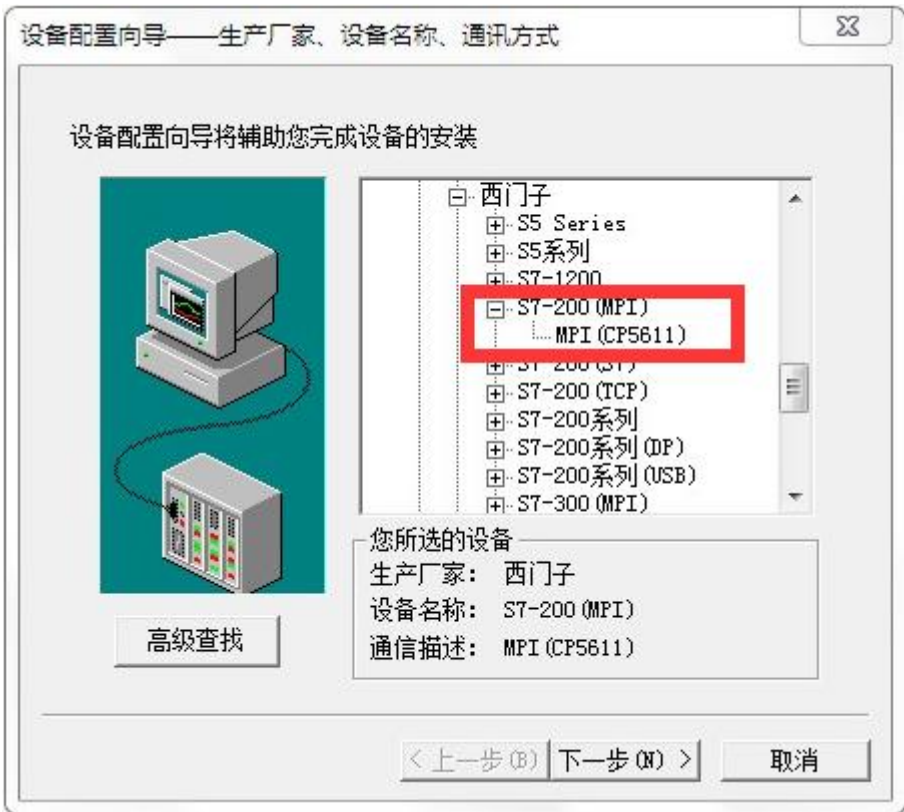 设备配置向导——生产厂家、设备名称、通讯方式
设备配置向导将辅助您完成设备的安装
西门子
S5 Series
S5系列
S7-1200
S7-200(MPI)
MPI(CP5611)
S7-200(TCP)
S7-200系列
S7-200系列(DP)
S7-200系列(USB)
S7-300(MPI)
您所选的设备
生产厂家： 西门子
设备名称： S7-200(MPI)
通信描述： MPI(CP5611)
高级查找
<上一步(B) 下一步(N) > 取消